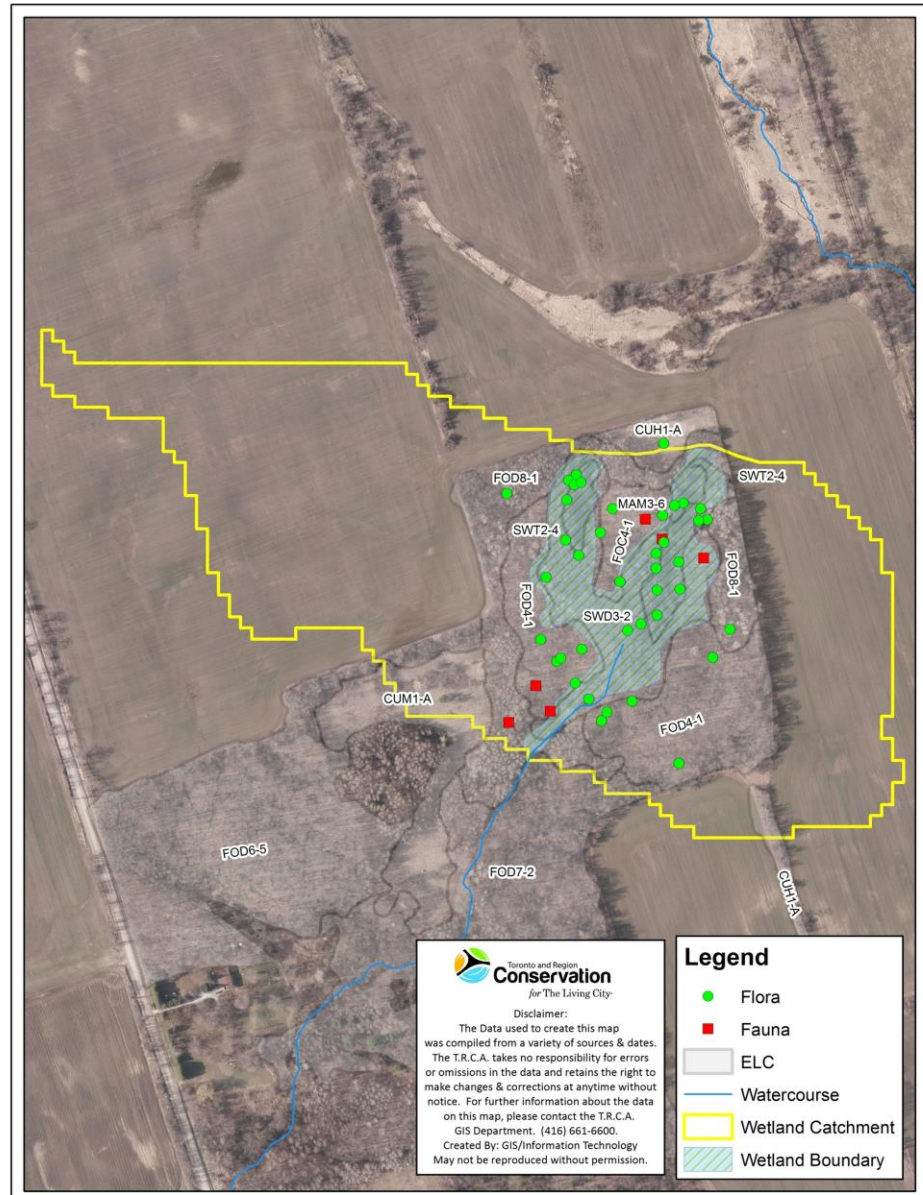 CUH1-A
SWT2-4
FOD8-1
MAM3-6
SWT2-4
FOC4-1
FOD8-1
FOD4-1
SWD3-2
CUM1-A
FOD4-1
FOD6-5
FOD7-2
CUH1-A
Toronto and Region
Conservation
for The Living City·
Disclaimer:
The Data used to create this map
was compiled from a variety of sources & dates.
The T.R.C.A. takes no responsibility for errors
or omissions in the data and retains the right to
make changes & corrections at anytime without
notice. For further information about the data
on this map, please contact the T.R.C.A.
GIS Department. (416) 661-6600.
Created By: GIS/Information Technology
May not be reproduced without permission.
Legend
Flora
Fauna
ELC
Watercourse
Wetland Catchment
Wetland Boundary